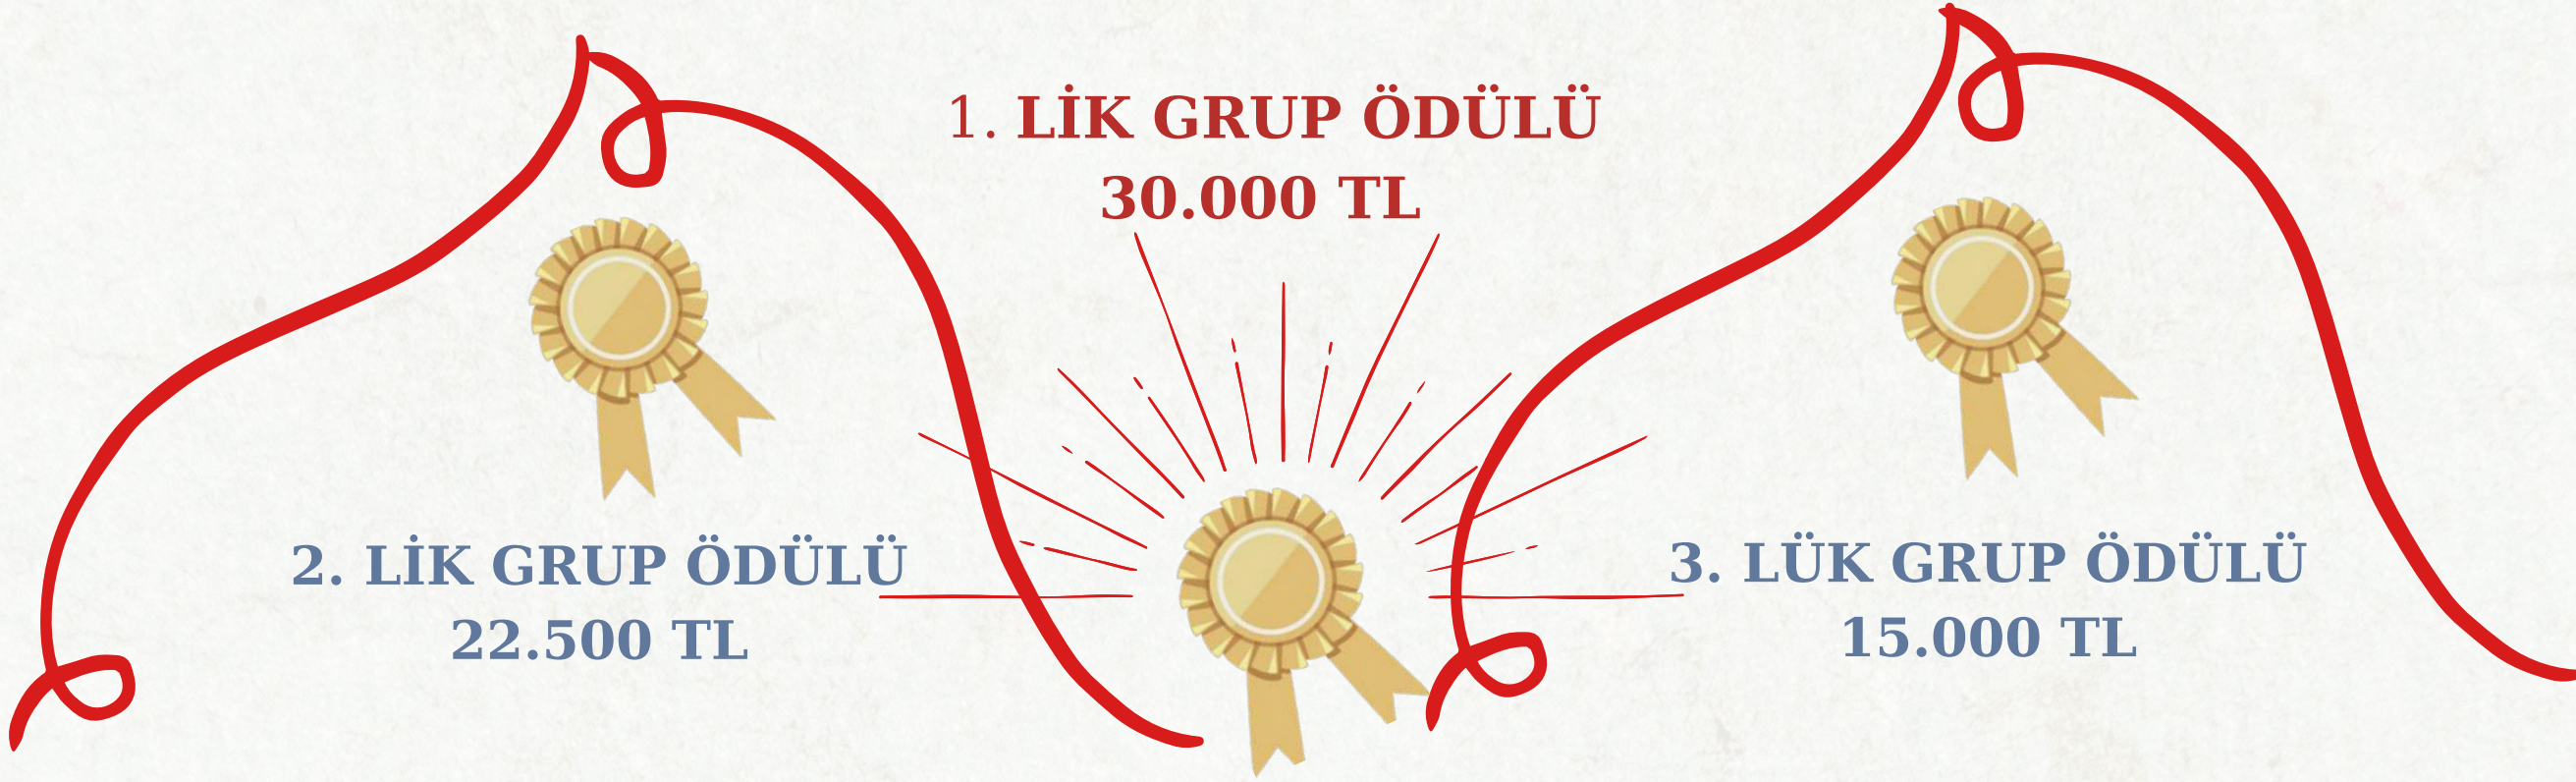 1. LİK GRUP ÖDÜLÜ
30.000 TL
2. LİK GRUP ÖDÜLÜ
22.500 TL
3. LÜK GRUP ÖDÜLÜ
15.000 TL